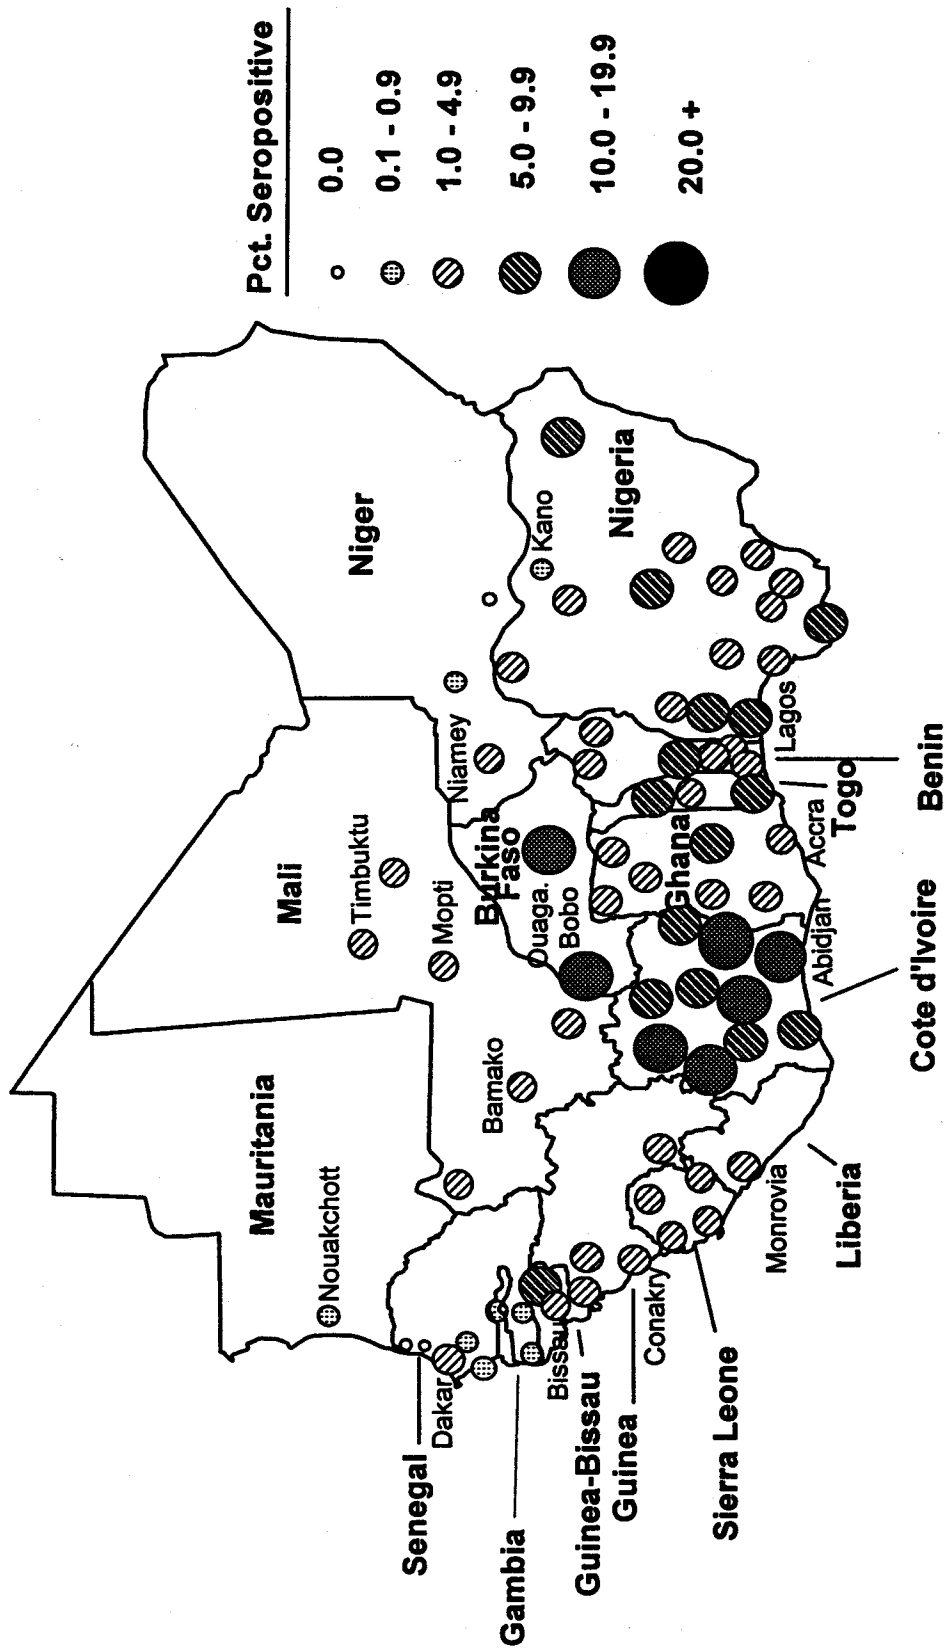 Pct. Seropositive
0.0
0.1 - 0.9
1.0 - 4.9
5.0 - 9.9
10.0 - 19.9
20.0 +
Mauritania
Nouakchott
Mali
Timbuktu
Mopti
Bamako
Niger
Niamey
Burkina
Faso
Ouaga.
Bobo
Kano
Nigeria
Lagos
Benin
Togo
Ghana
Accra
Abidjan
Cote d'Ivoire
Monrovia
Liberia
Sierra Leone
Conakry
Guinea
Guinea-Bissau
Bissau
Gambia
Dakar
Senegal